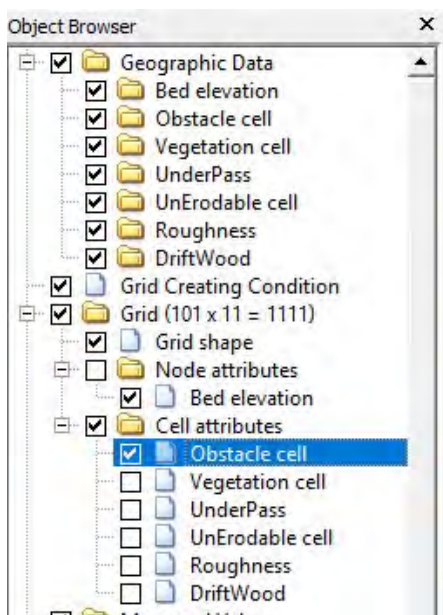 Object Browser
Geographic Data
Bed elevation
Obstacle cell
Vegetation cell
UnderPass
UnErodable cell
Roughness
DriftWood
Grid Creating Condition
Grid (101 x 11 = 1111)
Grid shape
Node attributes
Bed elevation
Cell attributes
Obstacle cell
Vegetation cell
UnderPass
UnErodable cell
Roughness
DriftWood